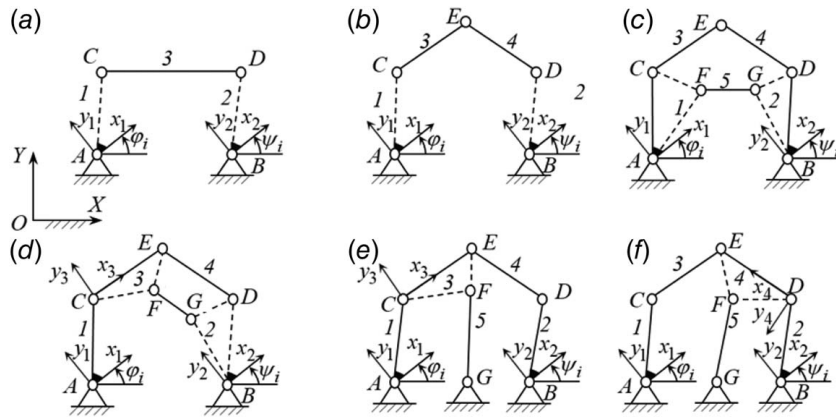 (a) C 3 D
1 2
y₁ x₁ y₂ x₂
A φᵢ B ψᵢ
Y
O X
(b) E
3 4
C D
1 2
y₁ x₁ y₂ x₂
A φᵢ B ψᵢ
(c) E
3 4
C F 5 G D
1 2
y₁ x₁ y₂ x₂
A φᵢ B ψᵢ
(d) E
y₃ x₃ 4
C 3 F G D
1 2
y₁ x₁ y₂ x₂
A φᵢ B ψᵢ
(e) E
y₃ x₃ 4
C 3 F D
1 5 2
y₁ x₁ y₂ x₂
A φᵢ G B ψᵢ
(f) E
3 4
C F x₄ D
1 5 y₄ 2
y₁ x₁ y₂ x₂
A φᵢ G B ψᵢ